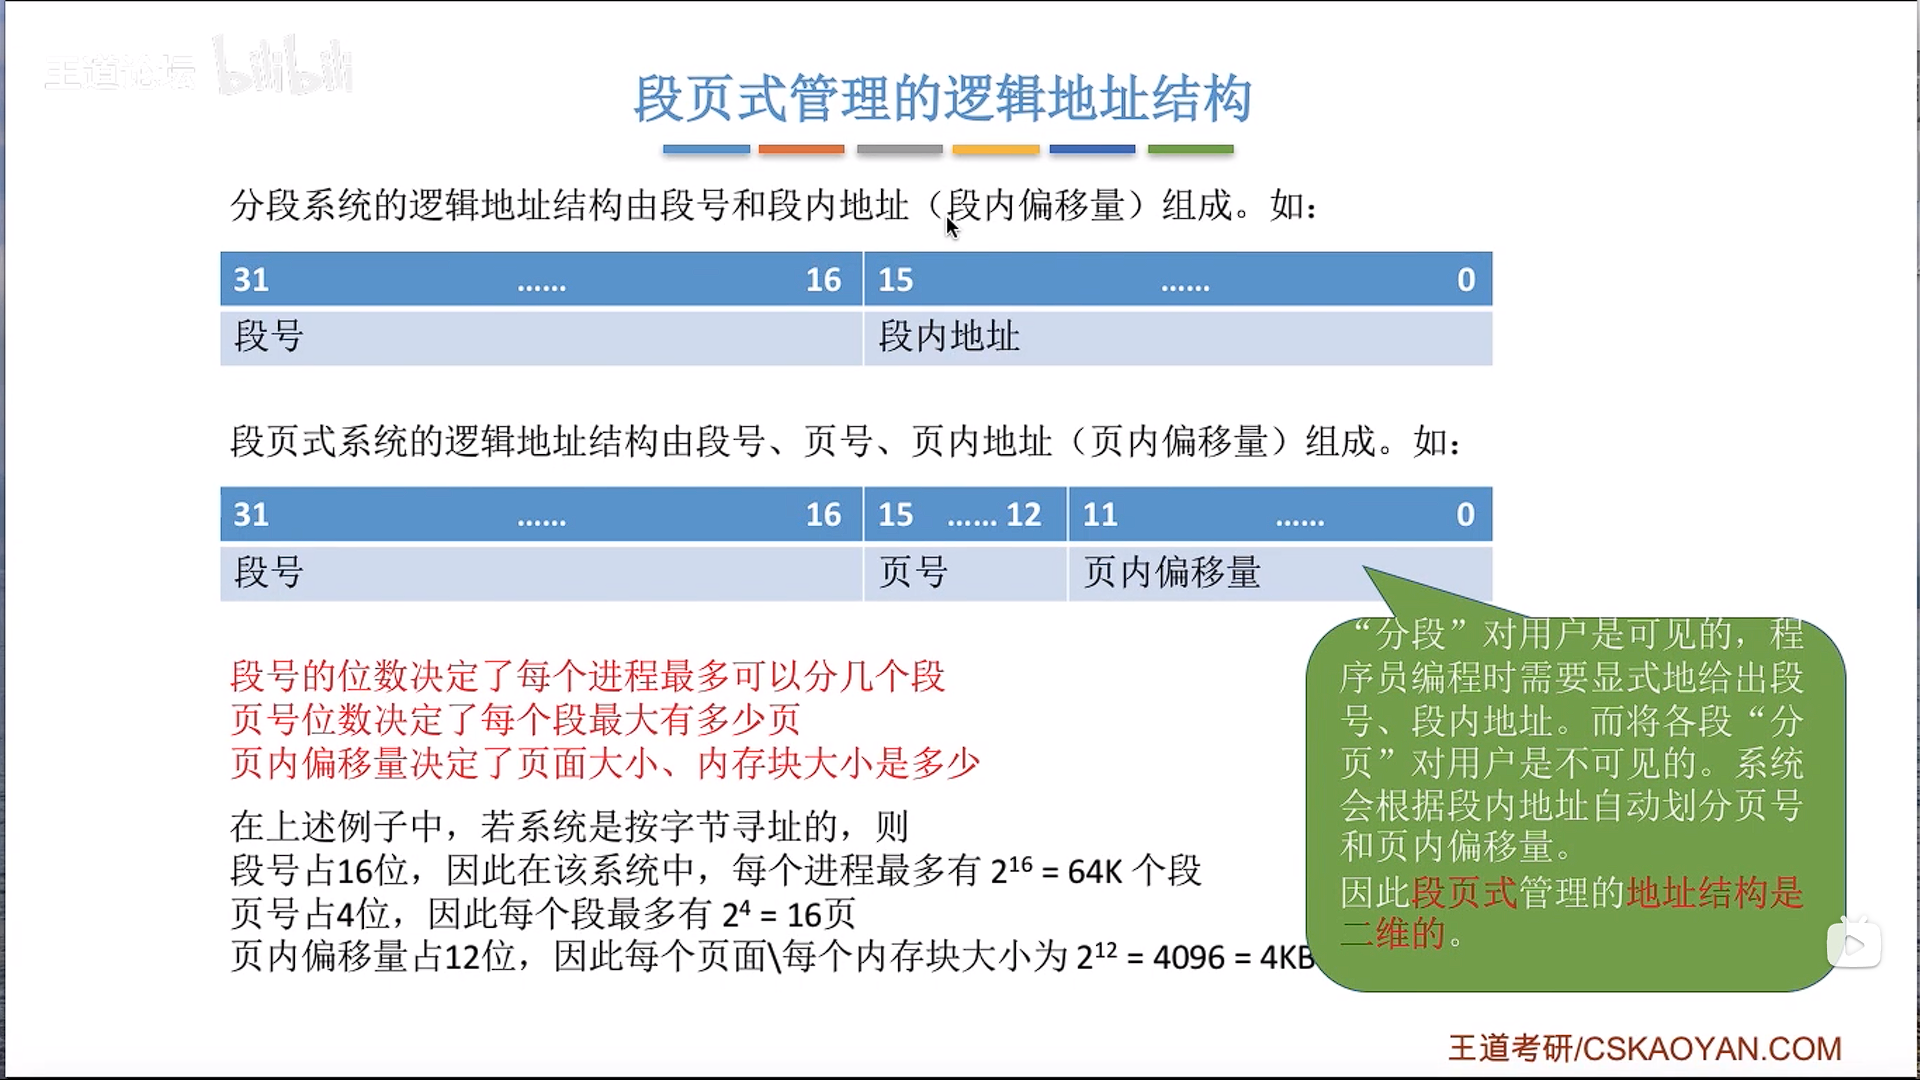 王道论坛 bilibili
段页式管理的逻辑地址结构
分段系统的逻辑地址结构由段号和段内地址（段内偏移量）组成。如：
31 …… 16 15 …… 0
段号 段内地址
段页式系统的逻辑地址结构由段号、页号、页内地址（页内偏移量）组成。如：
31 …… 16 15 …… 12 11 …… 0
段号 页号 页内偏移量
段号的位数决定了每个进程最多可以分几个段
页号位数决定了每个段最大有多少页
页内偏移量决定了页面大小、内存块大小是多少
在上述例子中，若系统是按字节寻址的，则
段号占16位，因此在该系统中，每个进程最多有 2¹⁶ = 64K 个段
页号占4位，因此每个段最多有 2⁴ = 16页
页内偏移量占12位，因此每个页面\每个内存块大小为 2¹² = 4096 = 4KB
“分段”对用户是可见的，程
序员编程时需要显式地给出段
号、段内地址。而将各段“分
页”对用户是不可见的。系统
会根据段内地址自动划分页号
和页内偏移量。
因此段页式管理的地址结构是
二维的。
王道考研/CSKAOYAN.COM